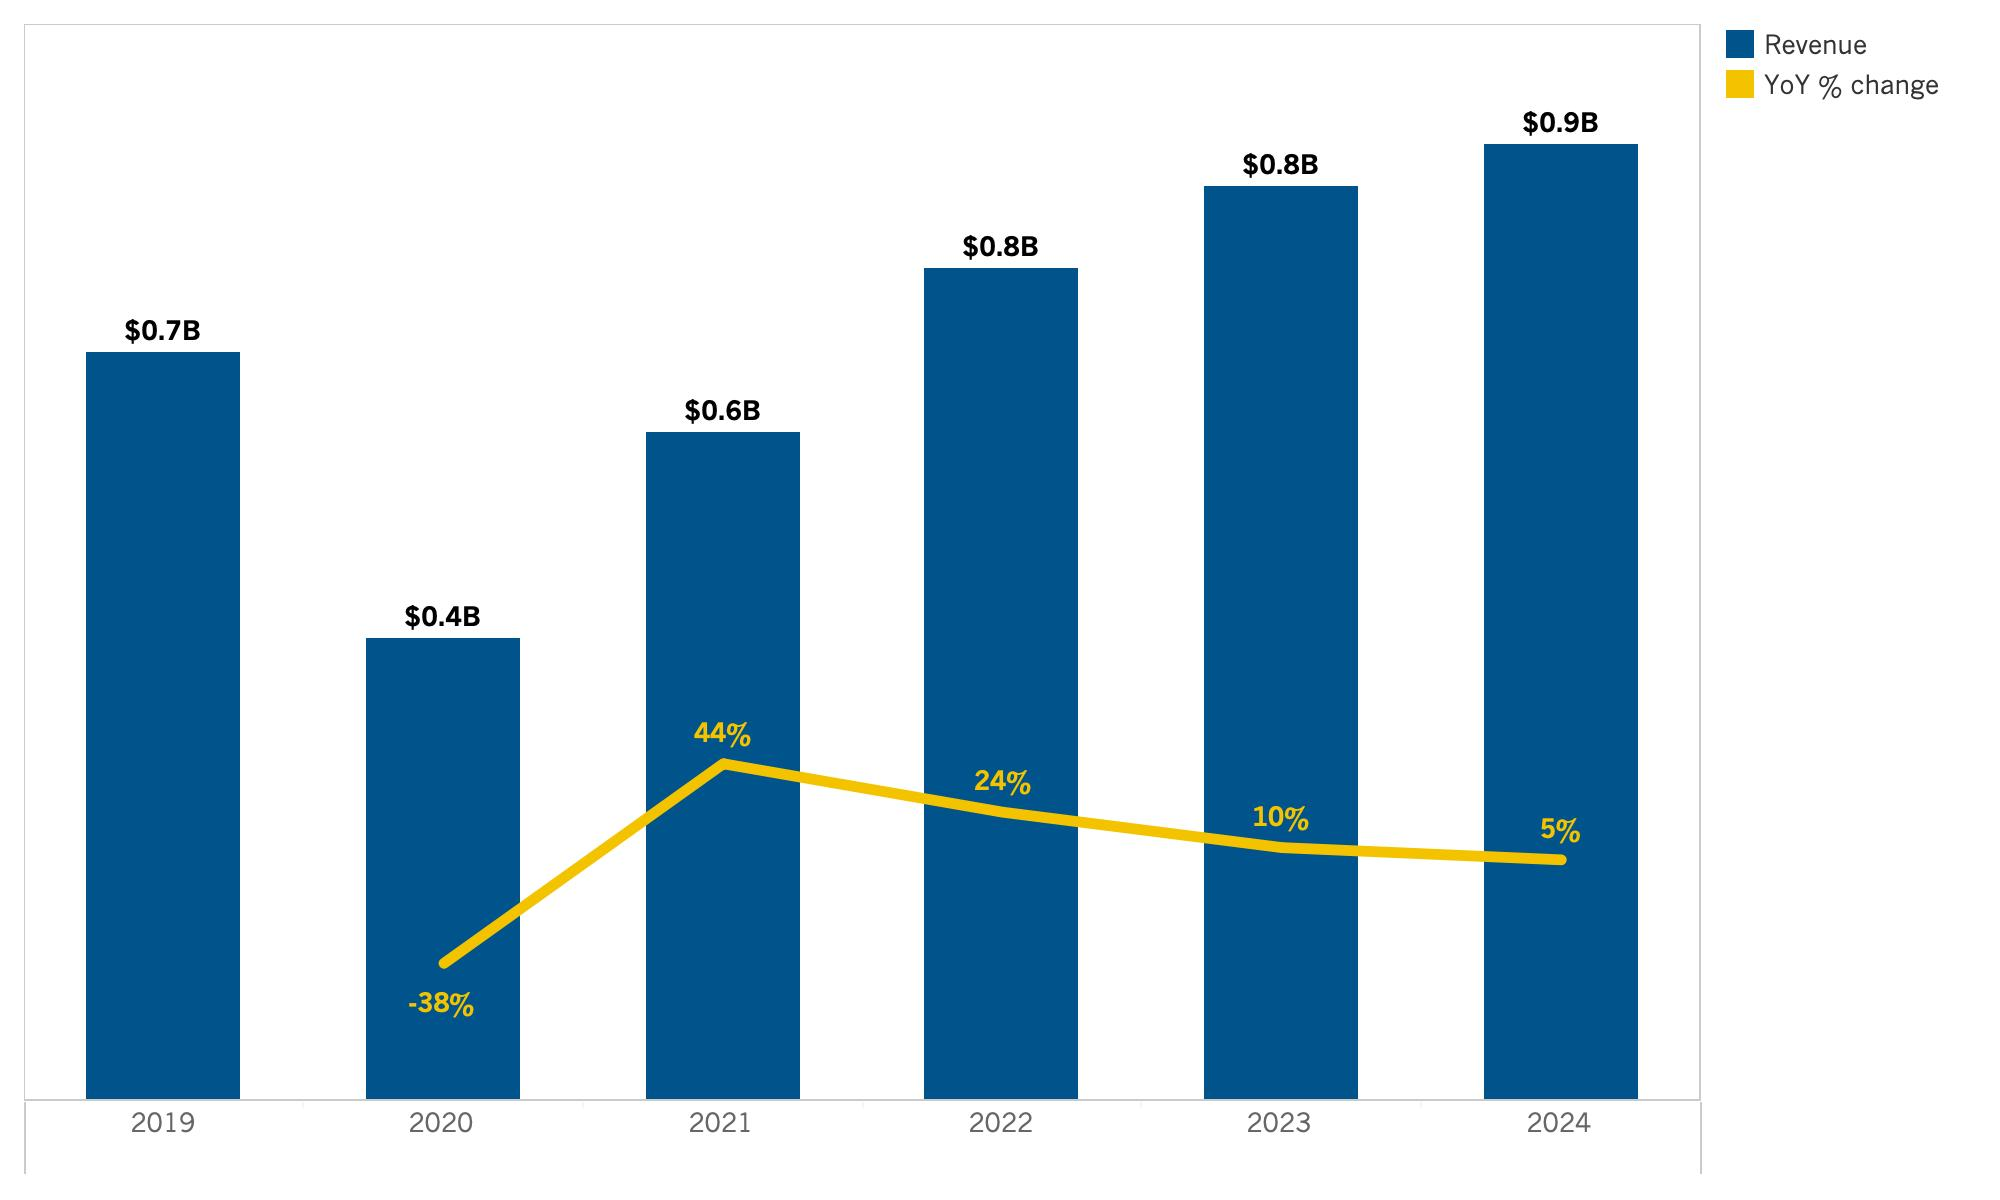 Revenue
YoY % change
$0.9B
$0.8B
$0.8B
$0.7B
$0.6B
$0.4B
44%
24%
10%
5%
-38%
2019 2020 2021 2022 2023 2024